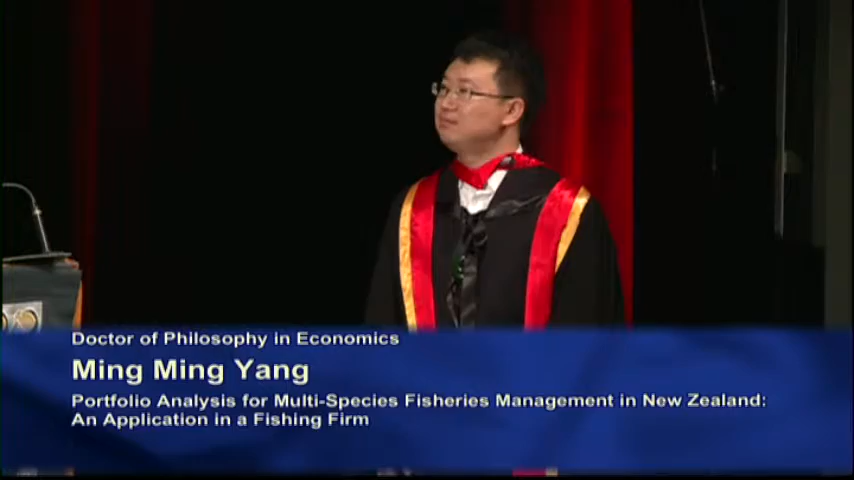 Doctor of Philosophy in Economics
Ming Ming Yang
Portfolio Analysis for Multi-Species Fisheries Management in New Zealand:
An Application in a Fishing Firm